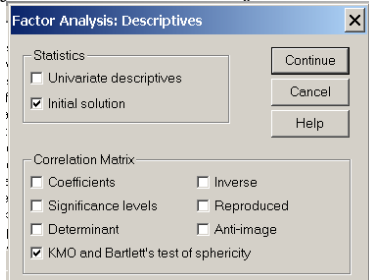 Factor Analysis: Descriptives
Statistics
Univariate descriptives
Initial solution
Continue
Cancel
Help
Correlation Matrix
Coefficients
Inverse
Significance levels
Reproduced
Determinant
Anti-image
KMO and Bartlett's test of sphericity